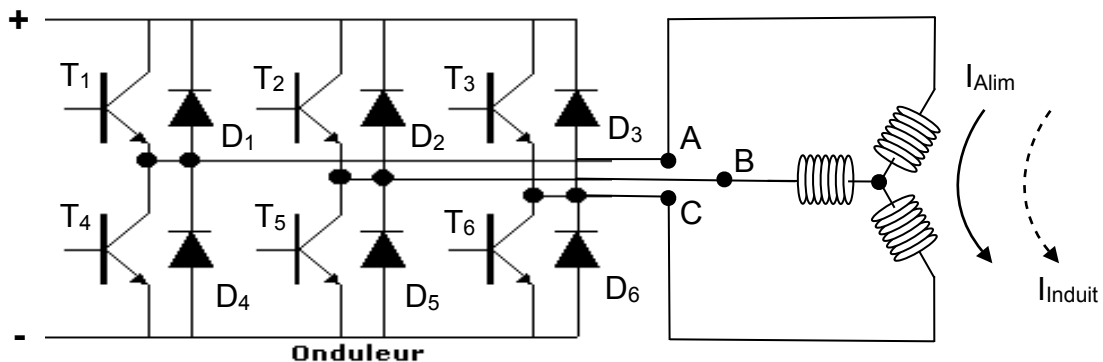 +
T1
T2
T3
IAlim
D1
D2
D3
A
B
C
T4
T5
T6
D4
D5
D6
IInduit
-
Onduleur